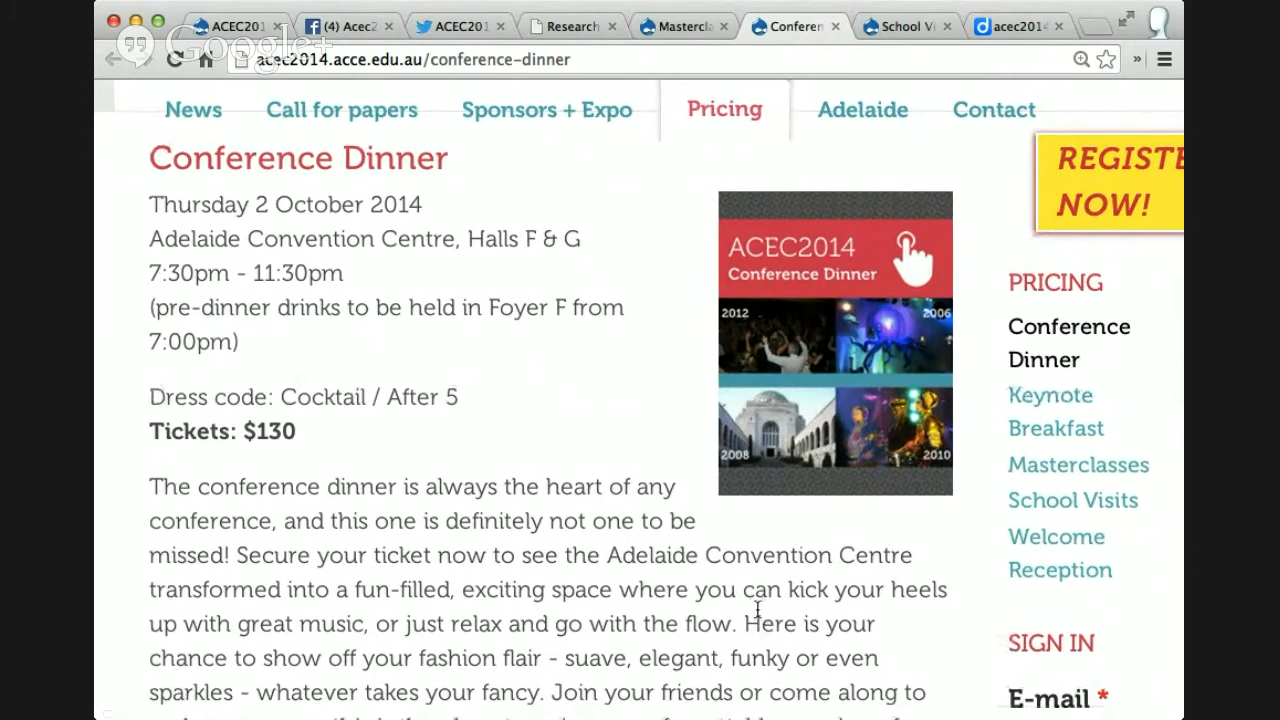 ACEC201
(4) Acec2
ACEC201
Research
Mastercla
Conferen
School Vi
acec2014
Google+
acec2014.acce.edu.au/conference-dinner
News
Call for papers
Sponsors + Expo
Pricing
Adelaide
Contact
Conference Dinner
Thursday 2 October 2014
Adelaide Convention Centre, Halls F & G
7:30pm - 11:30pm
(pre-dinner drinks to be held in Foyer F from
7:00pm)
Dress code: Cocktail / After 5
Tickets: $130
The conference dinner is always the heart of any
conference, and this one is definitely not one to be
missed! Secure your ticket now to see the Adelaide Convention Centre
transformed into a fun-filled, exciting space where you can kick your heels
up with great music, or just relax and go with the flow. Here is your
chance to show off your fashion flair - suave, elegant, funky or even
sparkles - whatever takes your fancy. Join your friends or come along to
ACEC2014
Conference Dinner
2012
2006
2008
2010
REGISTE
NOW!
PRICING
Conference
Dinner
Keynote
Breakfast
Masterclasses
School Visits
Welcome
Reception
SIGN IN
E-mail *